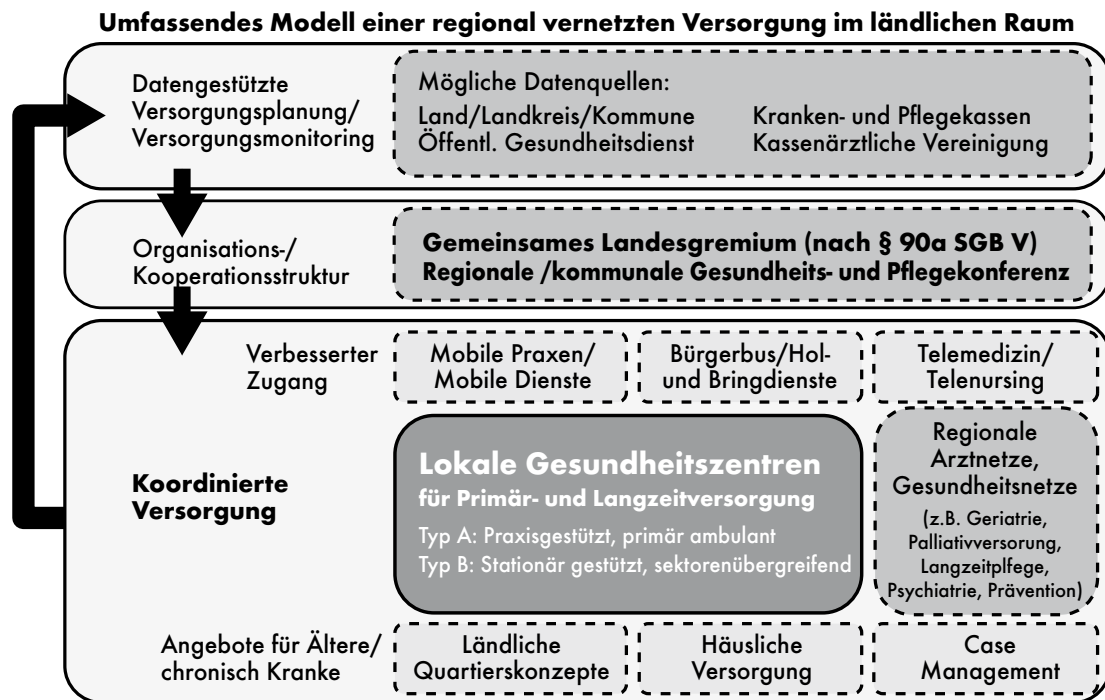 Umfassendes Modell einer regional vernetzten Versorgung im ländlichen Raum
Datengestützte
Versorgungsplanung/
Versorgungsmonitoring
Mögliche Datenquellen:
Land/Landkreis/Kommune
Öffentl. Gesundheitsdienst
Kranken- und Pflegekassen
Kassenärztliche Vereinigung
Organisations-/
Kooperationsstruktur
Gemeinsames Landesgremium (nach § 90a SGB V)
Regionale /kommunale Gesundheits- und Pflegekonferenz
Verbesserter
Zugang
Mobile Praxen/
Mobile Dienste
Bürgerbus/Hol-
und Bringdienste
Telemedizin/
Telenursing
Koordinierte
Versorgung
Lokale Gesundheitszentren
für Primär- und Langzeitversorgung
Typ A: Praxisgestützt, primär ambulant
Typ B: Stationär gestützt, sektorenübergreifend
Regionale
Arztnetze,
Gesundheitsnetze
(z.B. Geriatrie,
Palliativversorung,
Langzeitplfege,
Psychiatrie, Prävention)
Angebote für Ältere/
chronisch Kranke
Ländliche
Quartierskonzepte
Häusliche
Versorgung
Case
Management